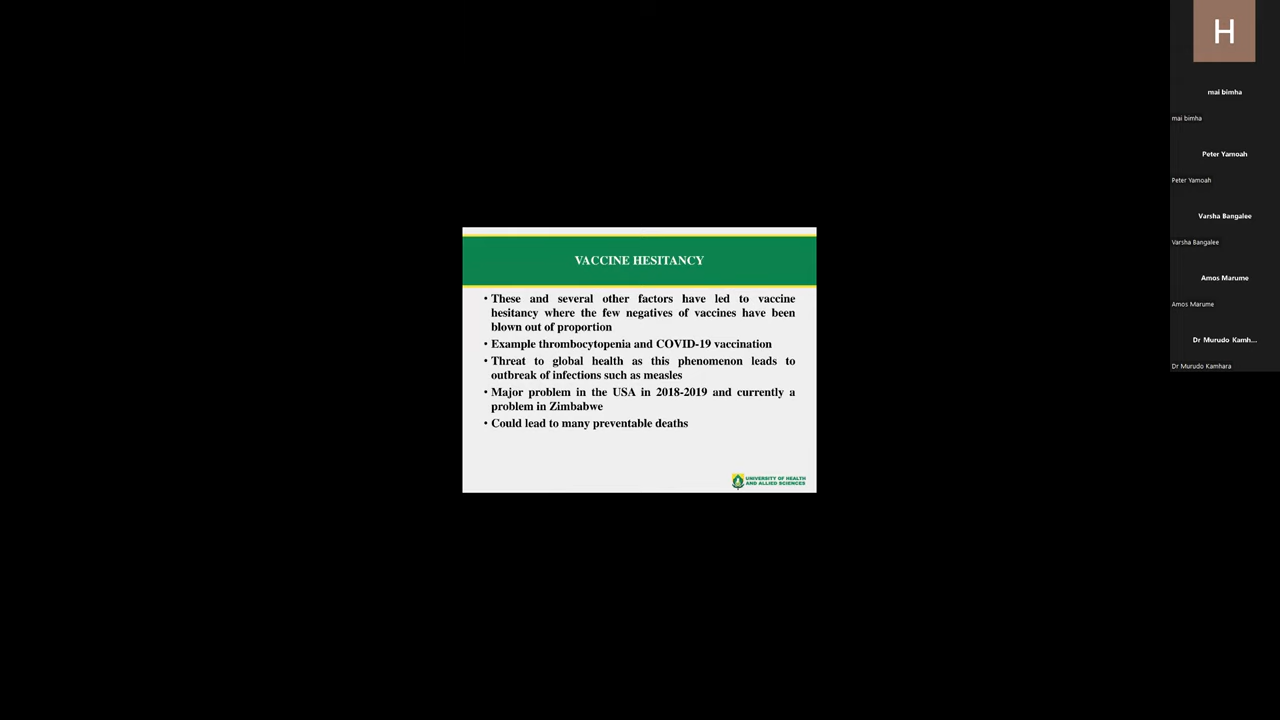 VACCINE HESITANCY
• These and several other factors have led to vaccine
hesitancy where the few negatives of vaccines have been
blown out of proportion
• Example thrombocytopenia and COVID-19 vaccination
• Threat to global health as this phenomenon leads to
outbreak of infections such as measles
• Major problem in the USA in 2018-2019 and currently a
problem in Zimbabwe
• Could lead to many preventable deaths
UNIVERSITY OF HEALTH
AND ALLIED SCIENCES
H
mai bimha
mai bimha
Peter Yamoah
Peter Yamoah
Varsha Bangalee
Varsha Bangalee
Amos Marume
Amos Marume
Dr Murudo Kamh...
Dr Murudo Kamhara